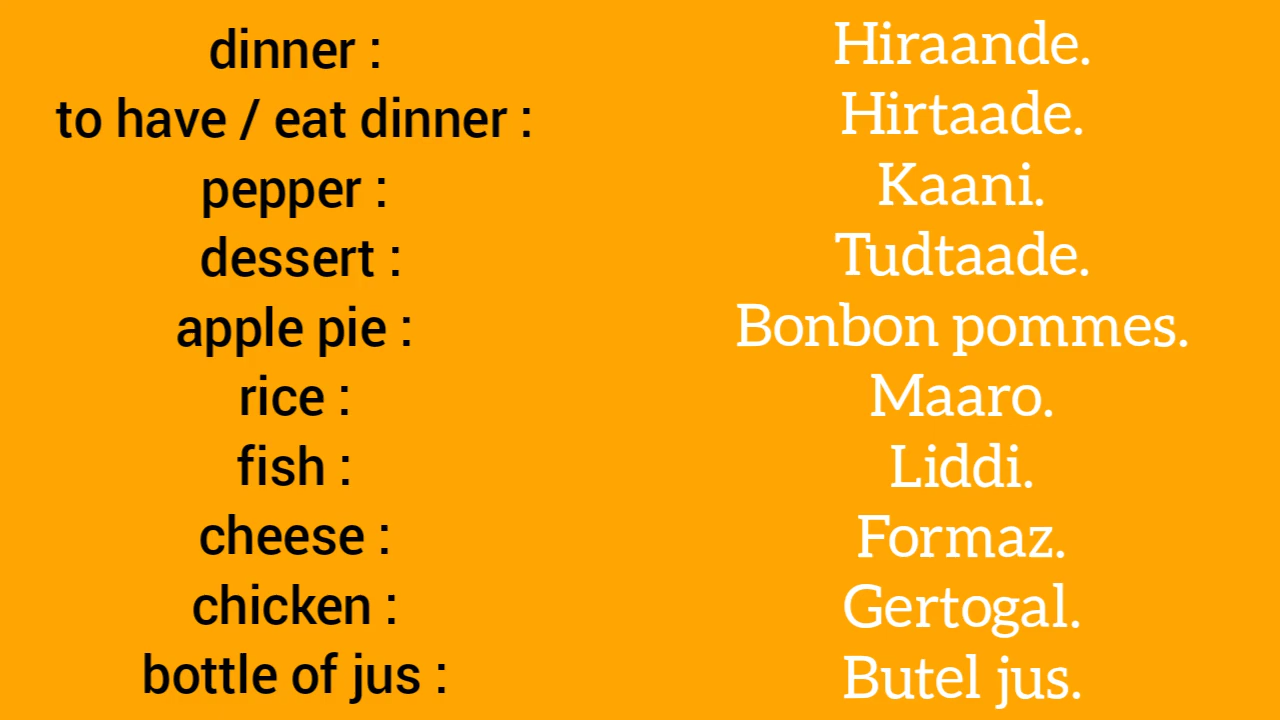 dinner : Hiraande.
to have / eat dinner : Hirtaade.
pepper : Kaani.
dessert : Tudtaade.
apple pie : Bonbon pommes.
rice : Maaro.
fish : Liddi.
cheese : Formaz.
chicken : Gertogal.
bottle of jus : Butel jus.